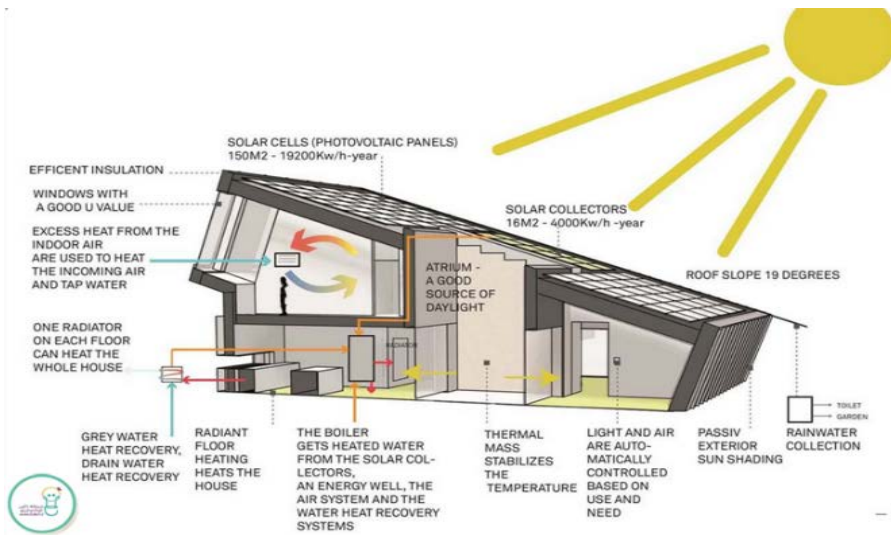 SOLAR CELLS (PHOTOVOLTAIC PANELS)
150M2 - 19200Kw/h-year
EFFICENT INSULATION
WINDOWS WITH
A GOOD U VALUE
SOLAR COLLECTORS
16M2 - 4000Kw/h -year
EXCESS HEAT FROM THE
INDOOR AIR
ARE USED TO HEAT
THE INCOMING AIR
AND TAP WATER
ATRIUM -
A GOOD
SOURCE OF
DAYLIGHT
ROOF SLOPE 19 DEGREES
ONE RADIATOR
ON EACH FLOOR
CAN HEAT THE
WHOLE HOUSE
RADIATOR
TOILET
GARDEN
GREY WATER
HEAT RECOVERY,
DRAIN WATER
HEAT RECOVERY
RADIANT
FLOOR
HEATING
HEATS THE
HOUSE
THE BOILER
GETS HEATED WATER
FROM THE SOLAR COL-
LECTORS,
AN ENERGY WELL, THE
AIR SYSTEM AND THE
WATER HEAT RECOVERY
SYSTEMS
THERMAL
MASS
STABILIZES
THE
TEMPERATURE
LIGHT AND AIR
ARE AUTO-
MATICALLY
CONTROLLED
BASED ON
USE AND
NEED
PASSIV
EXTERIOR
SUN SHADING
RAINWATER
COLLECTION